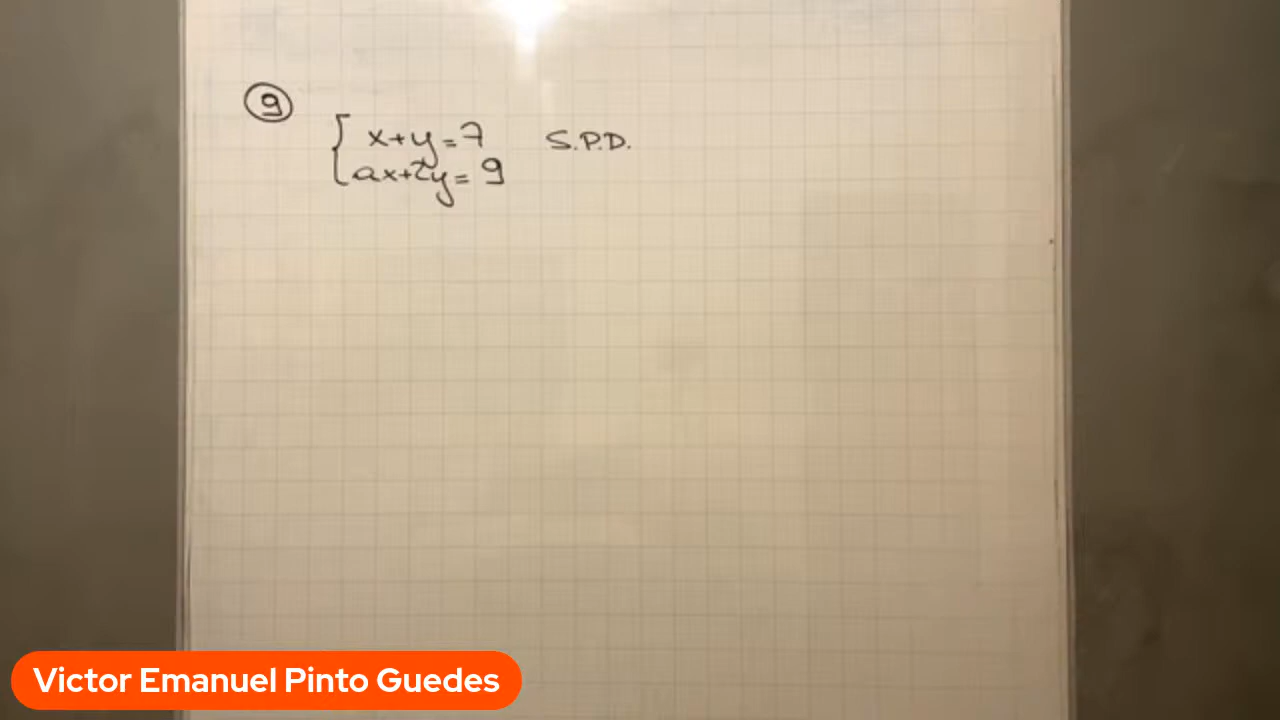 9
x+y=7 S.P.D.
ax+2y=9
Victor Emanuel Pinto Guedes